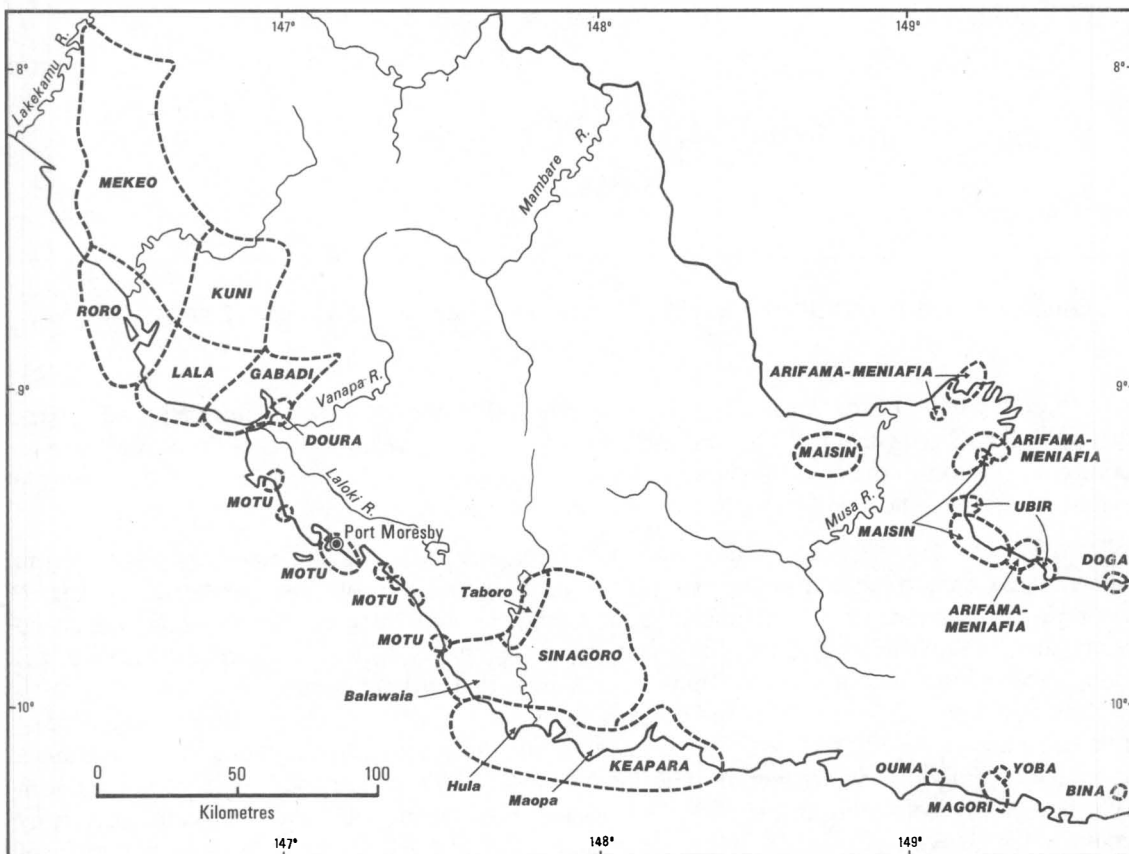 147°
148°
149°
8°
8°
Lakekamu R.
MEKEO
Mambare R.
KUNI
RORO
LALA
GABADI
9°
9°
Vanapa R.
DOURA
ARIFAMA-MENIAFIA
MAISIN
ARIFAMA-
MENIAFIA
Laloki R.
MOTU
Musa R.
UBIR
MAISIN
Port Moresby
MOTU
DOGA
Taboro
MOTU
ARIFAMA-
MENIAFIA
MOTU
SINAGORO
Balawaia
10°
10°
KEAPARA
Hula
Maopa
OUMA
YOBA
MAGORI
BINA
0 50 100
Kilometres
147°
148°
149°